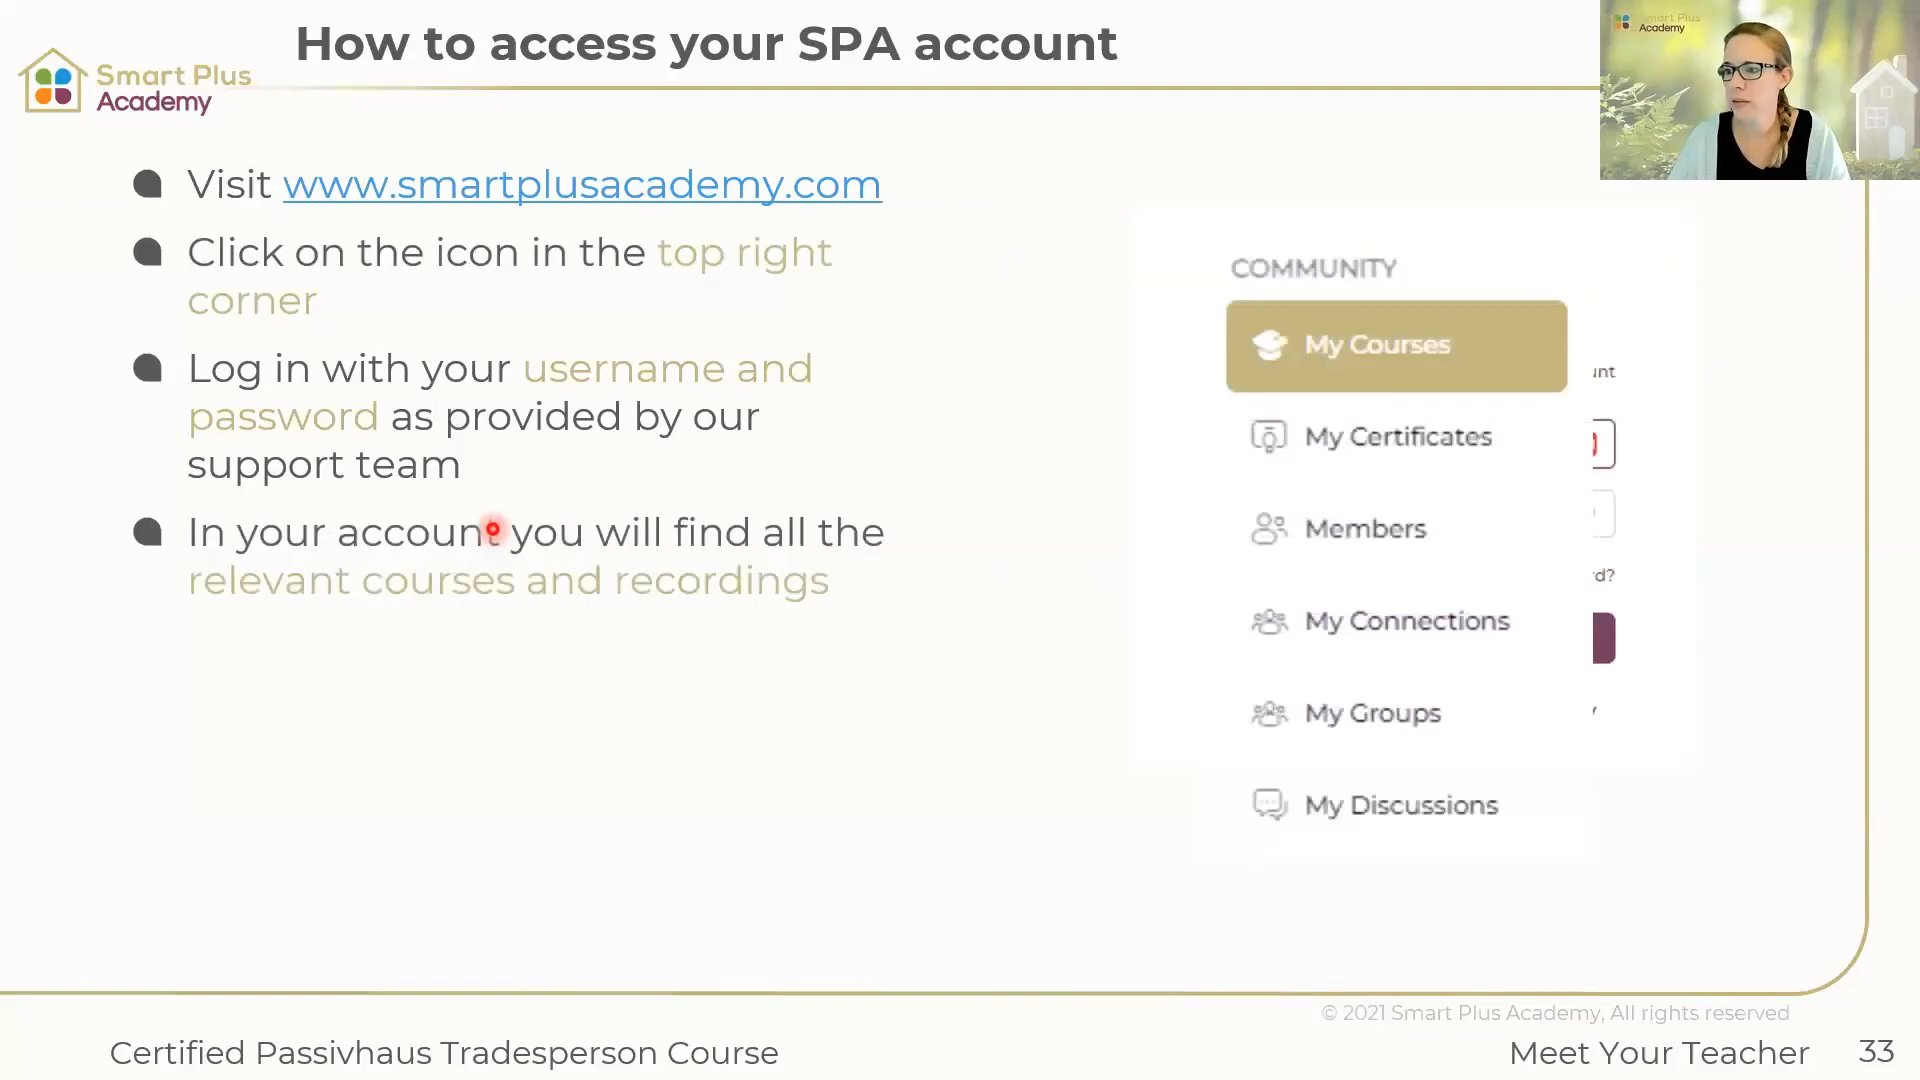 How to access your SPA account
Smart Plus
Academy
Smart Plus
Academy
Visit www.smartplusacademy.com
Click on the icon in the top right
corner
Log in with your username and
password as provided by our
support team
In your account you will find all the
relevant courses and recordings
COMMUNITY
My Courses
My Certificates
Members
My Connections
My Groups
My Discussions
© 2021 Smart Plus Academy, All rights reserved
Certified Passivhaus Tradesperson Course
Meet Your Teacher
33